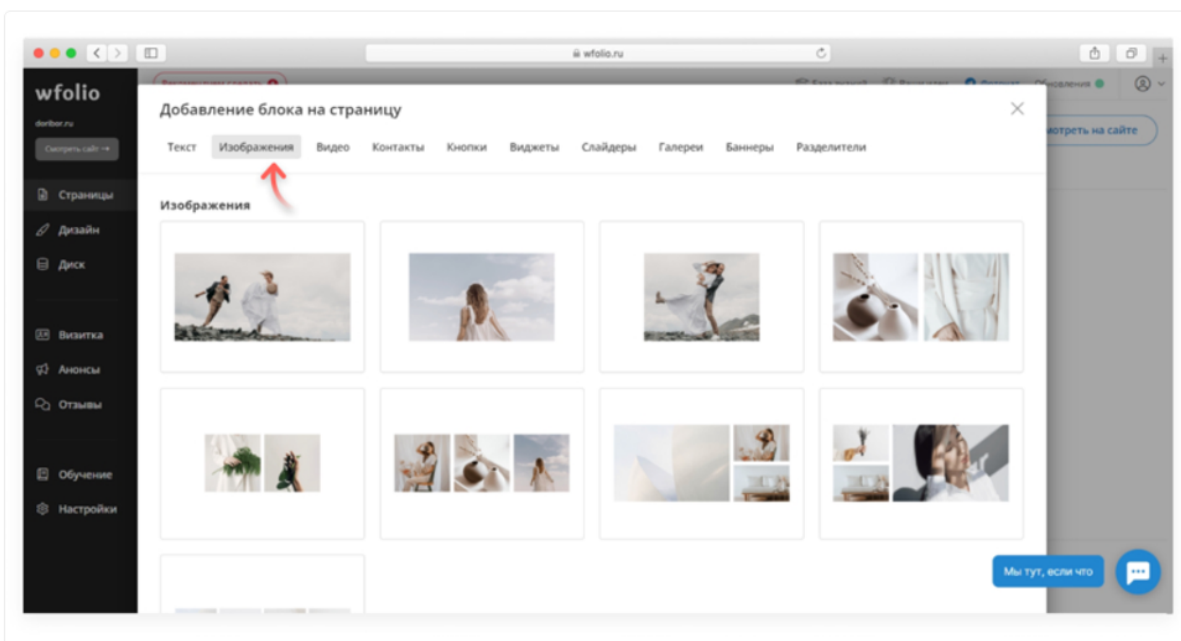 wfolio.ru
wfolio
doribor.ru
Смотреть сайт →
Страницы
Дизайн
Диск
Визитка
Анонсы
Отзывы
Обучение
Настройки
Обновления
Добавление блока на страницу
Текст Изображения Видео Контакты Кнопки Виджеты Слайдеры Галереи Баннеры Разделители
Изображения
отреть на сайте
Мы тут, если что